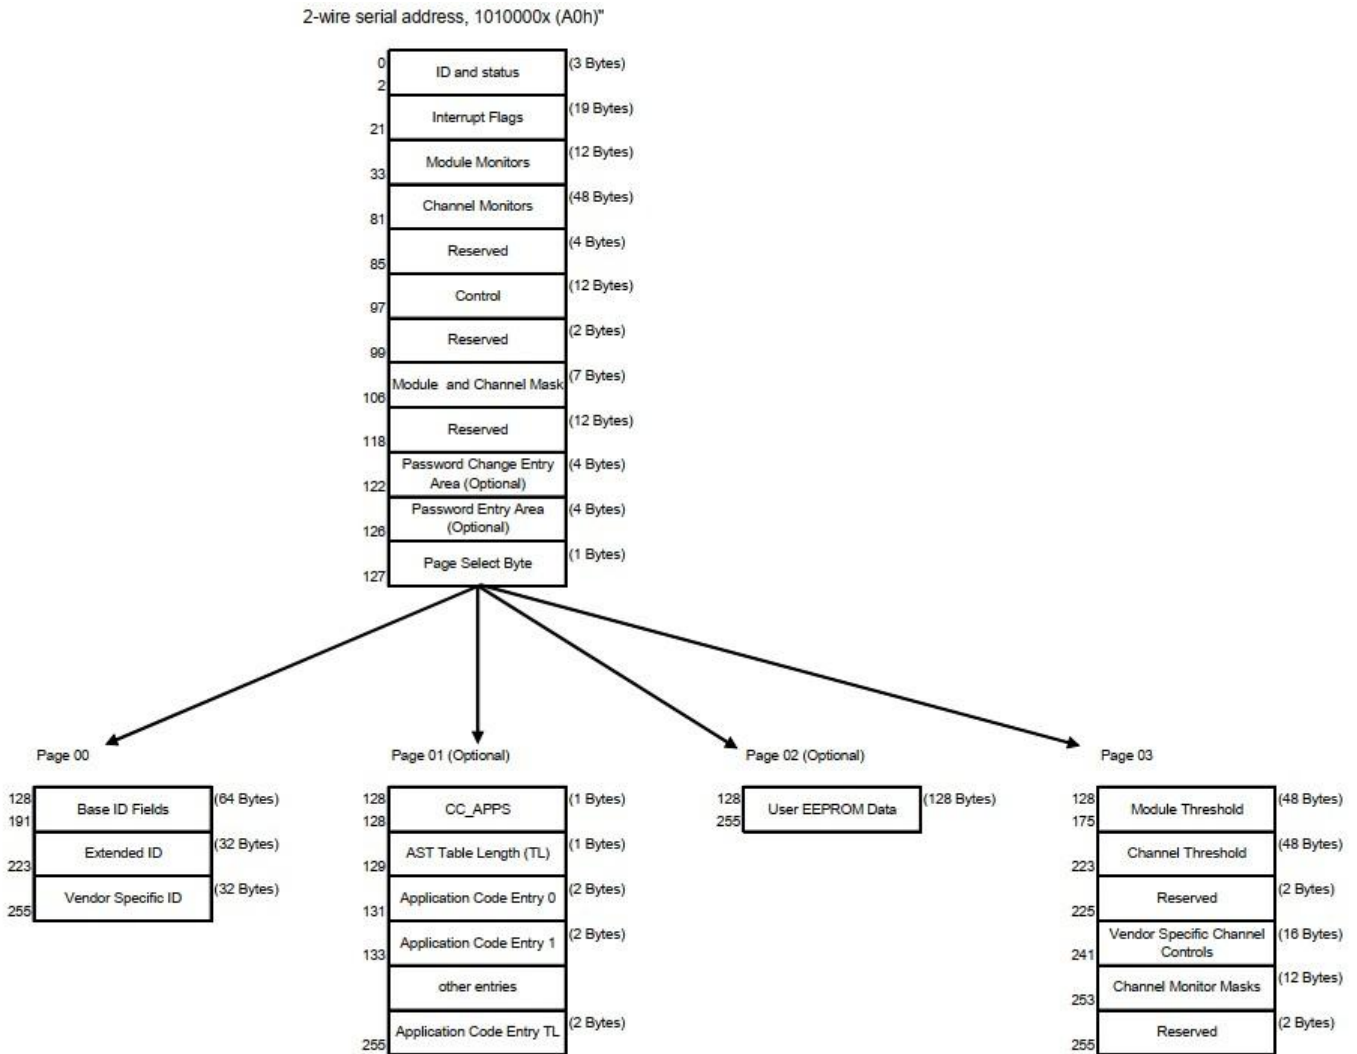 2-wire serial address, 1010000x (A0h)"
0
ID and status
(3 Bytes)
2
Interrupt Flags
(19 Bytes)
21
Module Monitors
(12 Bytes)
33
Channel Monitors
(48 Bytes)
81
Reserved
(4 Bytes)
85
Control
(12 Bytes)
97
Reserved
(2 Bytes)
99
Module and Channel Mask
(7 Bytes)
106
Reserved
(12 Bytes)
118
Password Change Entry
Area (Optional)
(4 Bytes)
122
Password Entry Area
(Optional)
(4 Bytes)
126
Page Select Byte
(1 Bytes)
127
Page 00
128
Base ID Fields
(64 Bytes)
191
Extended ID
(32 Bytes)
223
Vendor Specific ID
(32 Bytes)
255
Page 01 (Optional)
128
CC_APPS
(1 Bytes)
128
AST Table Length (TL)
(1 Bytes)
129
Application Code Entry 0
(2 Bytes)
131
Application Code Entry 1
(2 Bytes)
133
other entries
Application Code Entry TL
(2 Bytes)
255
Page 02 (Optional)
128
User EEPROM Data
(128 Bytes)
255
Page 03
128
Module Threshold
(48 Bytes)
175
Channel Threshold
(48 Bytes)
223
Reserved
(2 Bytes)
225
Vendor Specific Channel
Controls
(16 Bytes)
241
Channel Monitor Masks
(12 Bytes)
253
Reserved
(2 Bytes)
255